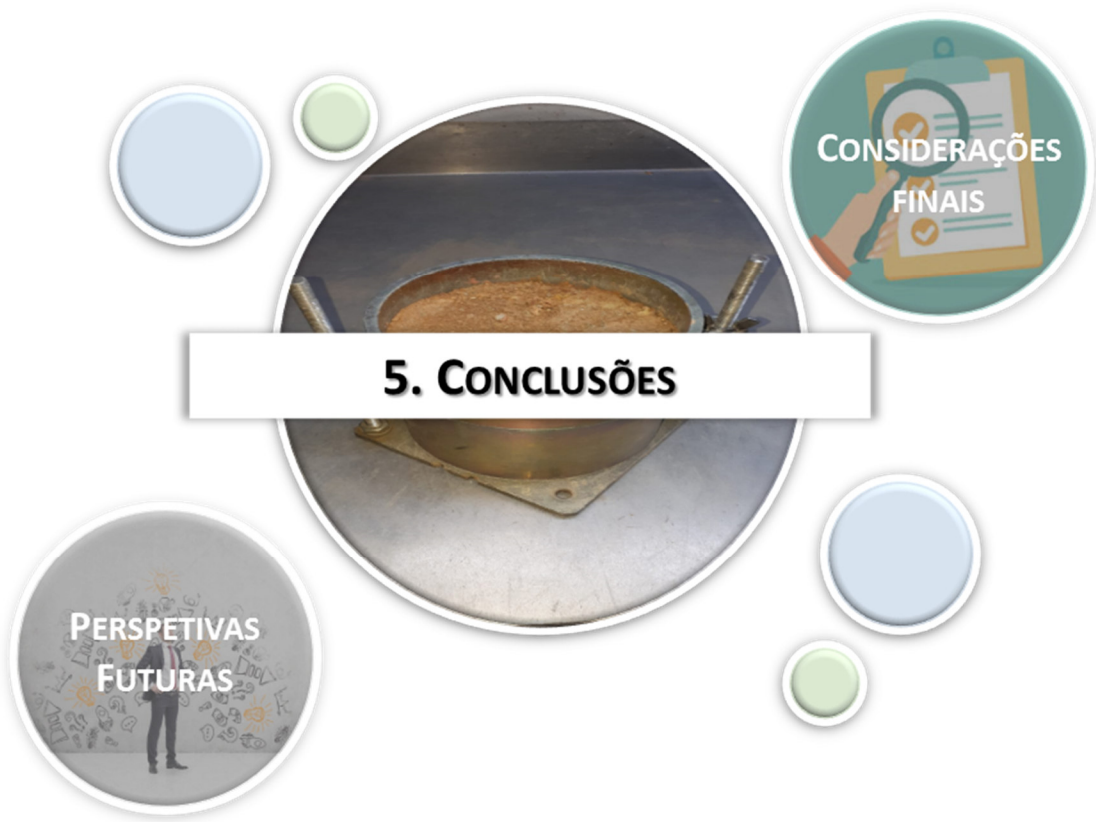 CONSIDERAÇÕES
FINAIS
5. CONCLUSÕES
PERSPETIVAS
FUTURAS